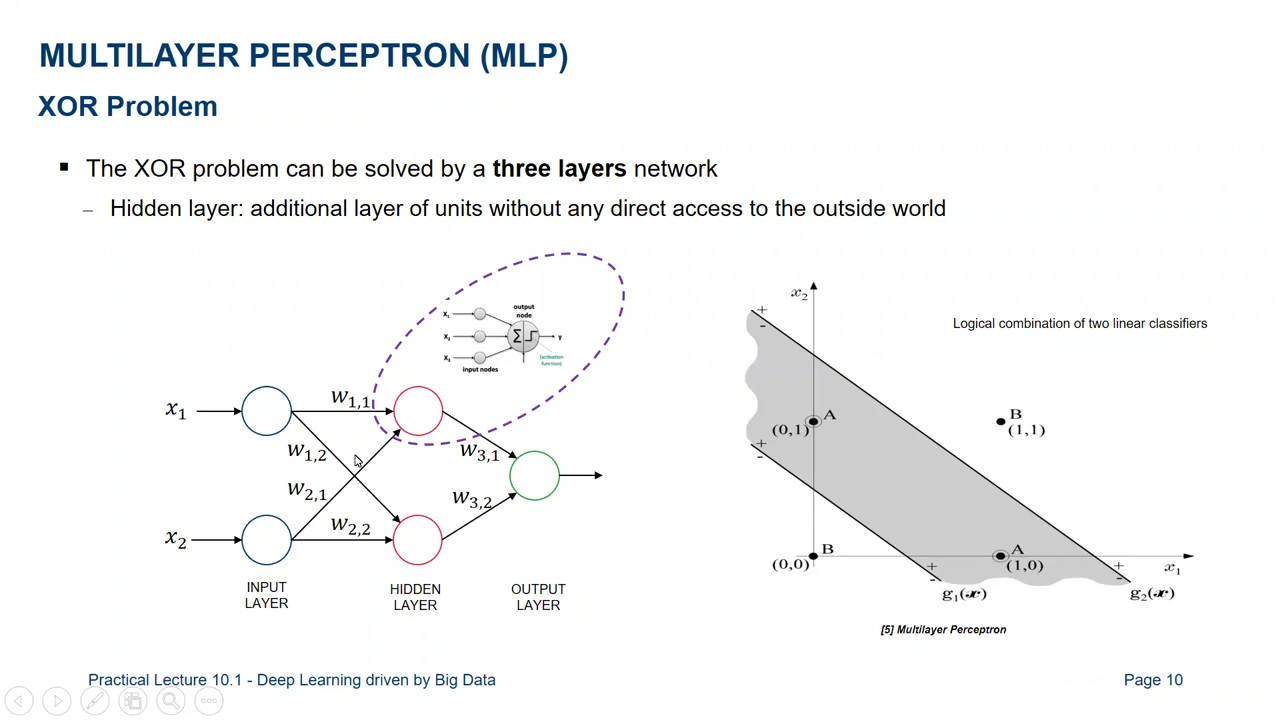 MULTILAYER PERCEPTRON (MLP)
XOR Problem
▪ The XOR problem can be solved by a three layers network
– Hidden layer: additional layer of units without any direct access to the outside world
output
node
x₁
x₂
x₃
Σ
y
(activation
function)
input nodes
x₁
w₁,₁
w₁,₂
w₂,₁
x₂
w₂,₂
w₃,₁
w₃,₂
INPUT
LAYER
HIDDEN
LAYER
OUTPUT
LAYER
x₂
Logical combination of two linear classifiers
+
-
A
(0,1)
B
(1,1)
+
-
B
(0,0)
A
(1,0)
x₁
+
-
g₁(x)
+
-
g₂(x)
[5] Multilayer Perceptron
Practical Lecture 10.1 - Deep Learning driven by Big Data
Page 10